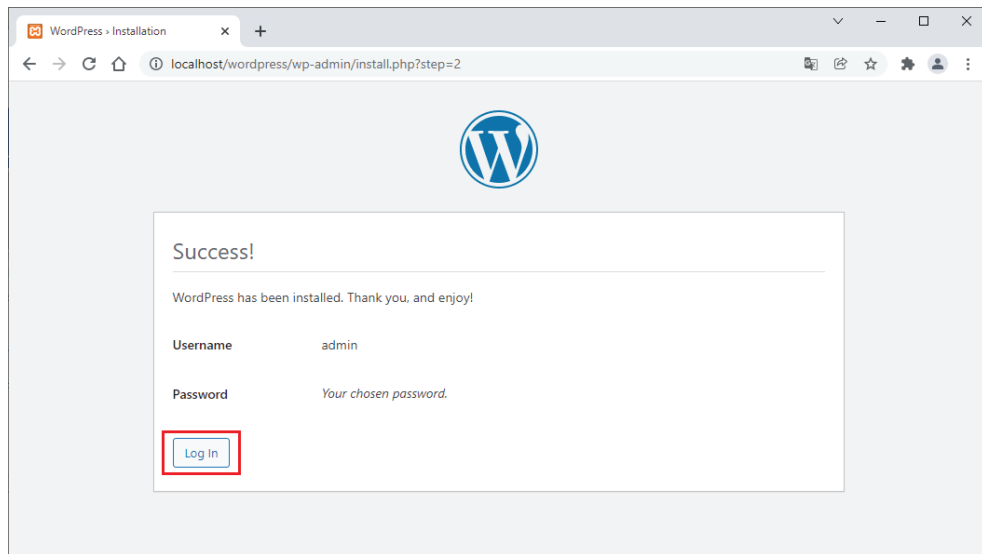 WordPress › Installation
localhost/wordpress/wp-admin/install.php?step=2
Success!
WordPress has been installed. Thank you, and enjoy!
Username admin
Password Your chosen password.
Log In